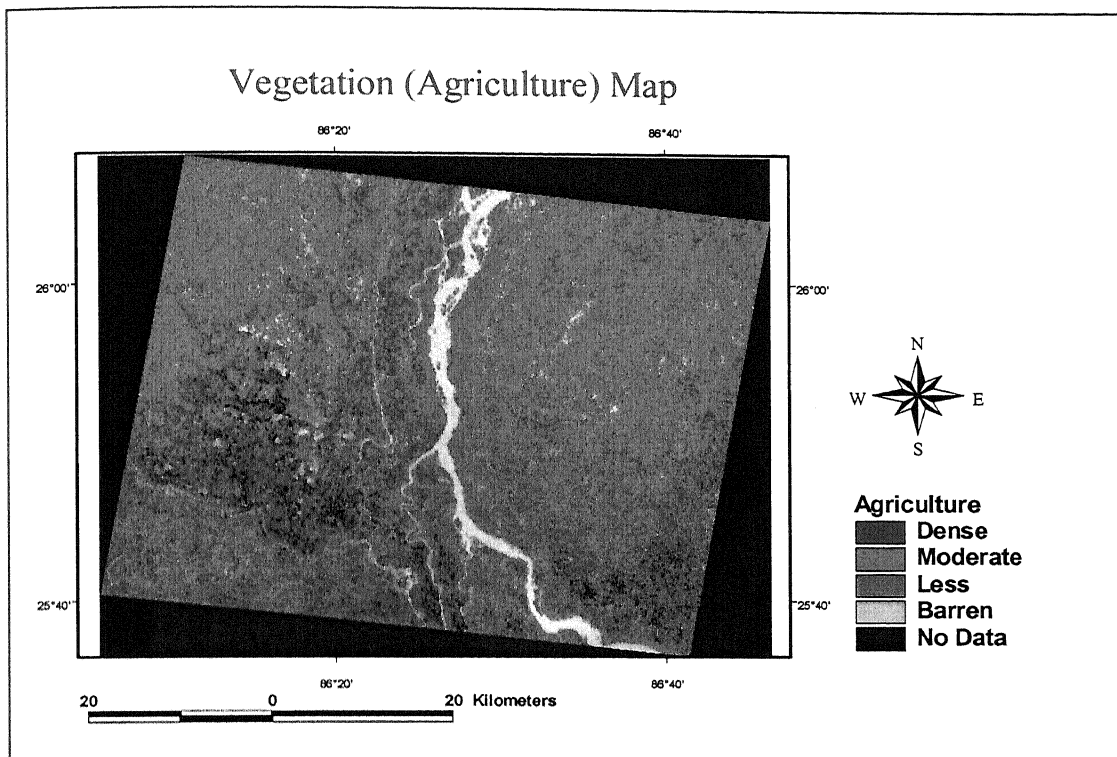 Vegetation (Agriculture) Map
86°20'
86°40'
26°00'
26°00'
N
W
E
S
Agriculture
Dense
Moderate
Less
Barren
No Data
25°40'
25°40'
86°20'
86°40'
20
0
20 Kilometers